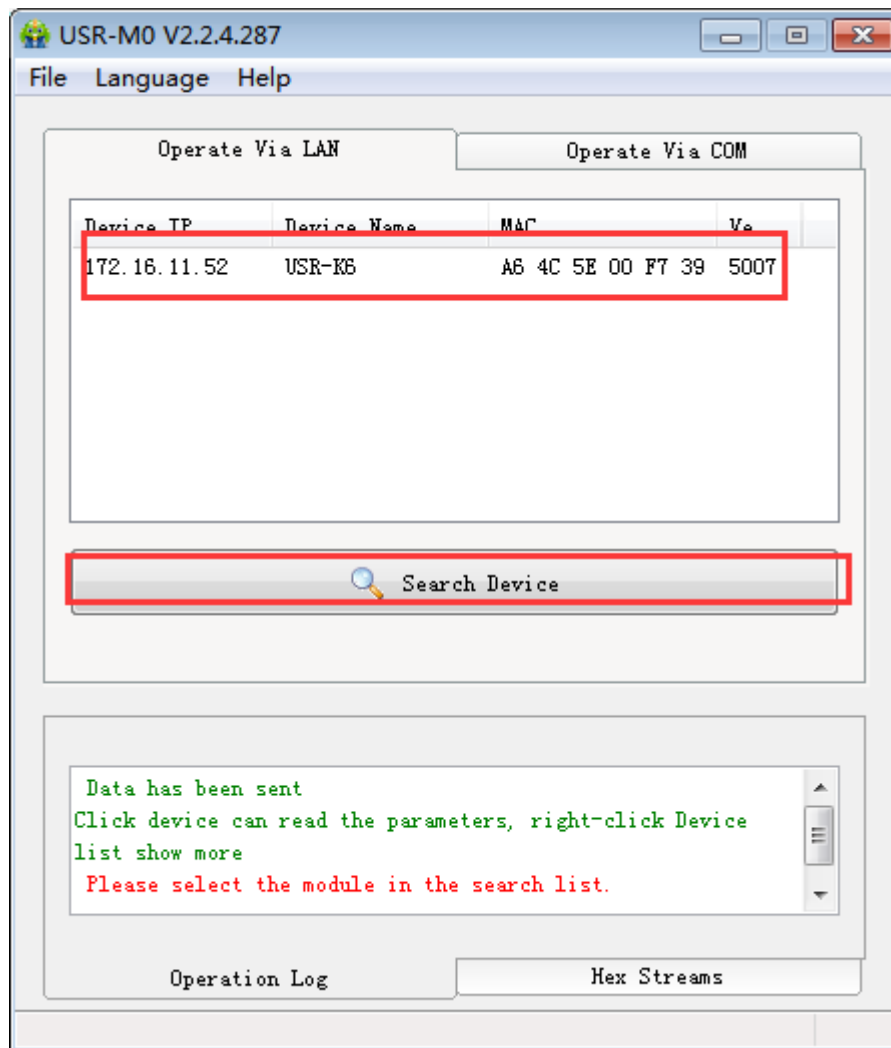 USR-M0 V2.2.4.287
File Language Help
Operate Via LAN Operate Via COM
Device IP Device Name MAC Ve
172.16.11.52 USR-K6 A6 4C 5E 00 F7 39 5007
Search Device
Data has been sent
Click device can read the parameters, right-click Device
list show more
Please select the module in the search list.
Operation Log Hex Streams